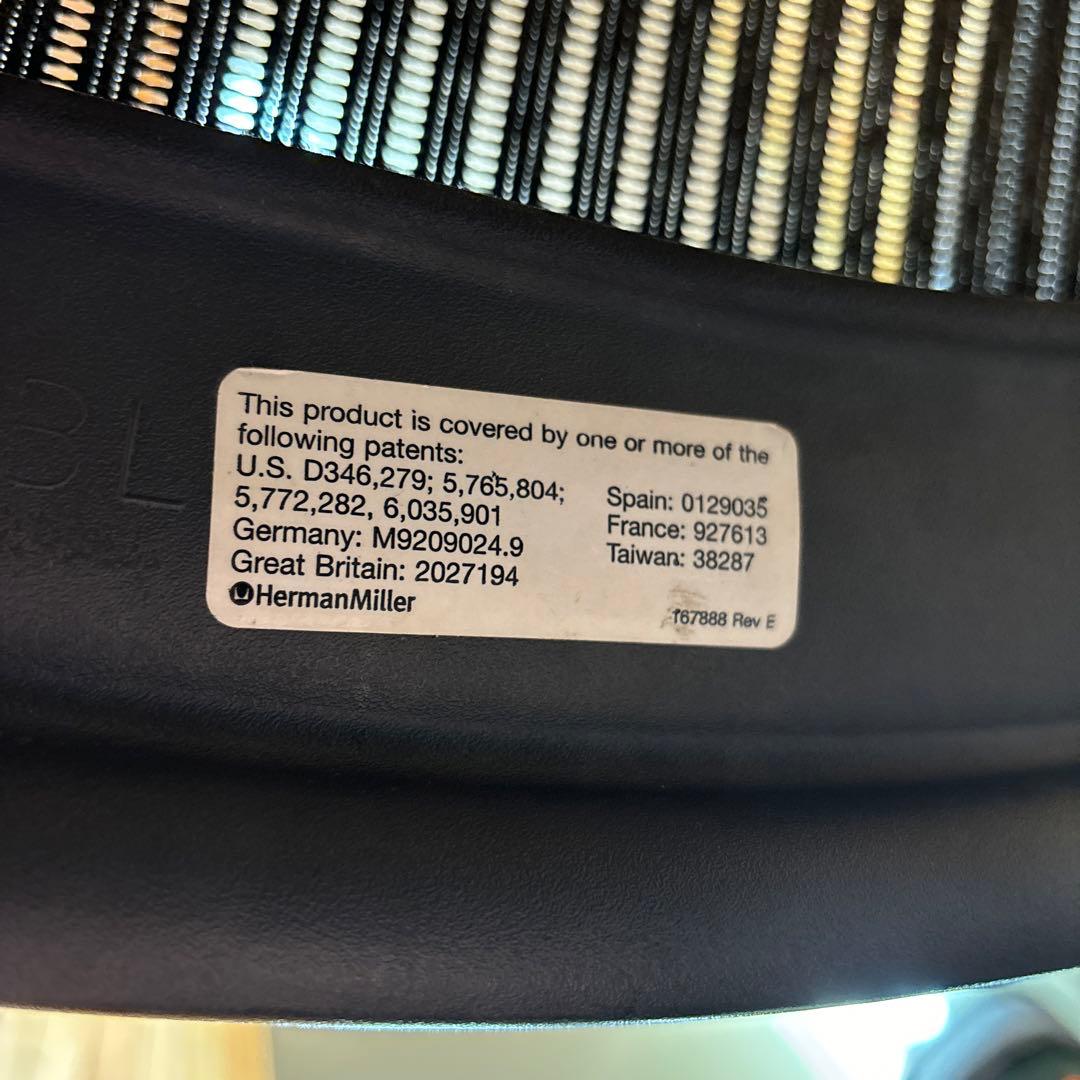 This product is covered by one or more of the
following patents:
U.S. D346,279; 5,765,804;
5,772,282, 6,035,901
Germany: M9209024.9
Great Britain: 2027194
Spain: 0129035
France: 927613
Taiwan: 38287
HermanMiller
167888 Rev E
BL